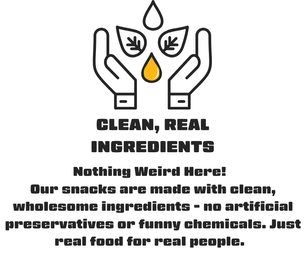 CLEAN, REAL
INGREDIENTS
Nothing Weird Here!
Our snacks are made with clean,
wholesome ingredients - no artificial
preservatives or funny chemicals. Just
real food for real people.